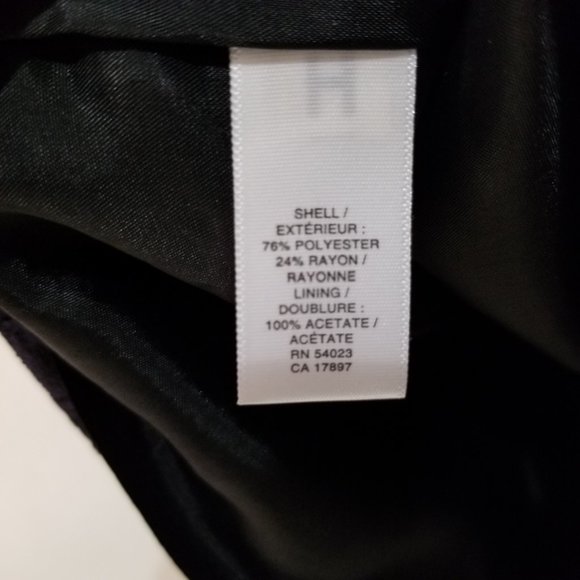 SHELL /
EXTÉRIEUR :
76% POLYESTER
24% RAYON /
RAYONNE
LINING /
DOUBLURE :
100% ACETATE /
ACÉTATE
RN 54023
CA 17897